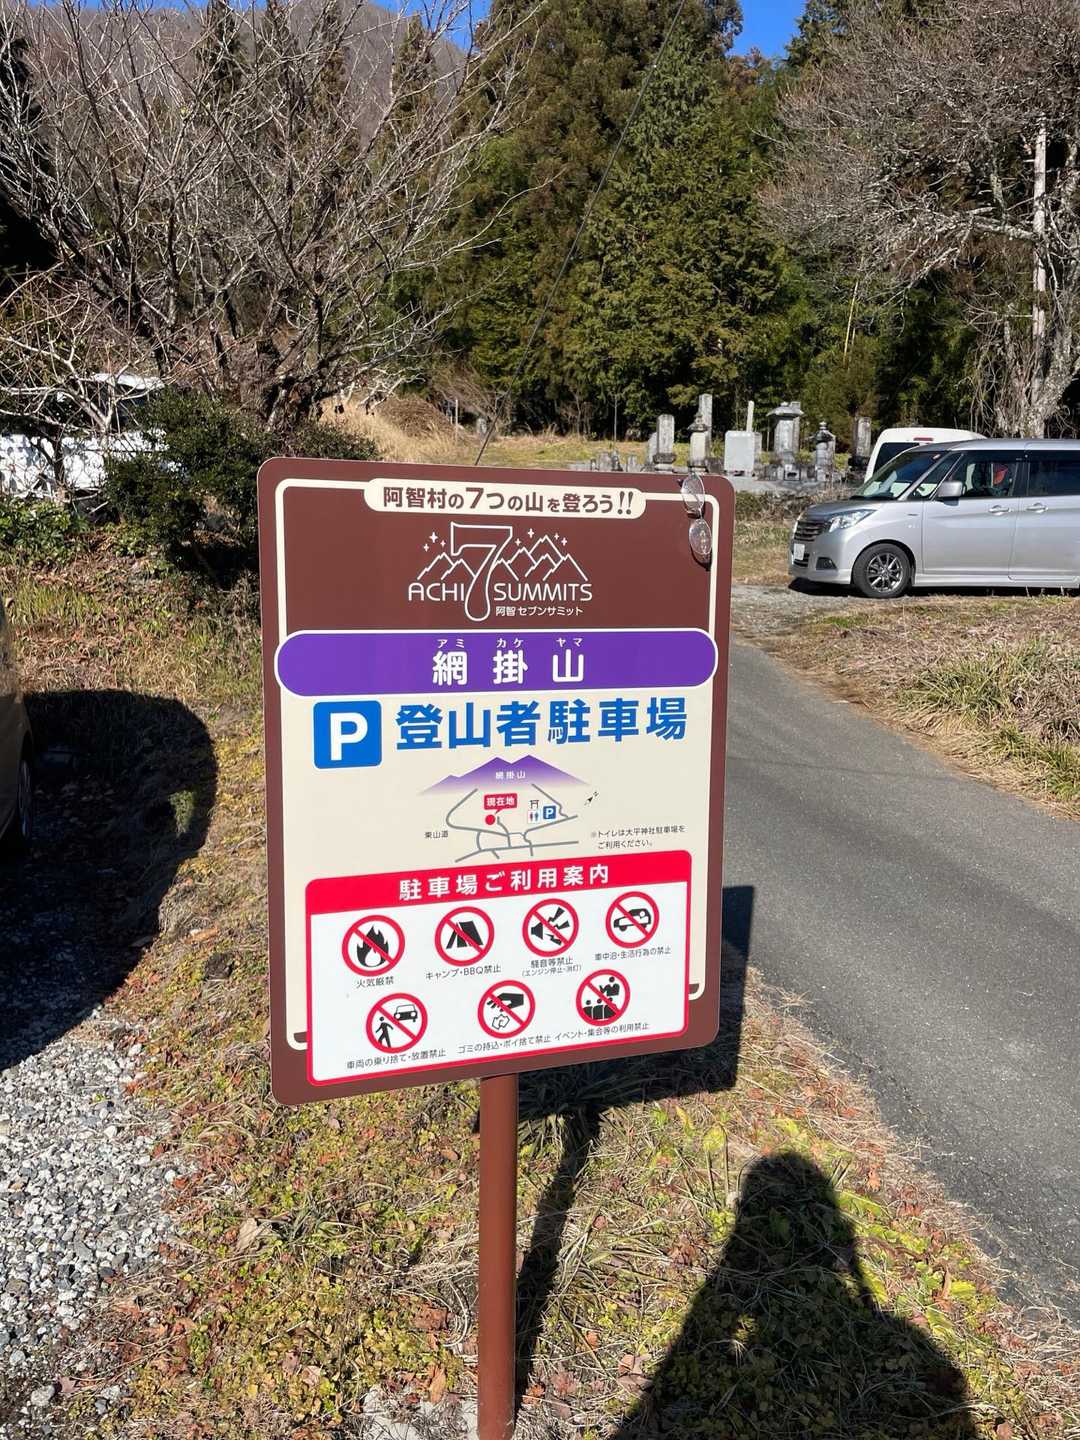 阿智村の7つの山を登ろう!!
7
ACHI SUMMITS
阿智 セブンサミット
アミ カケ ヤマ
網掛山
P 登山者駐車場
網掛山
現在地
P
東山道
※トイレは大平神社駐車場を
ご利用ください。
駐車場ご利用案内
火気厳禁
キャンプ・BBQ禁止
騒音等禁止
(エンジン停止・消灯)
車中泊・生活行為の禁止
車両の乗り捨て・放置禁止
ゴミの持込・ポイ捨て禁止
イベント・集会等の利用禁止